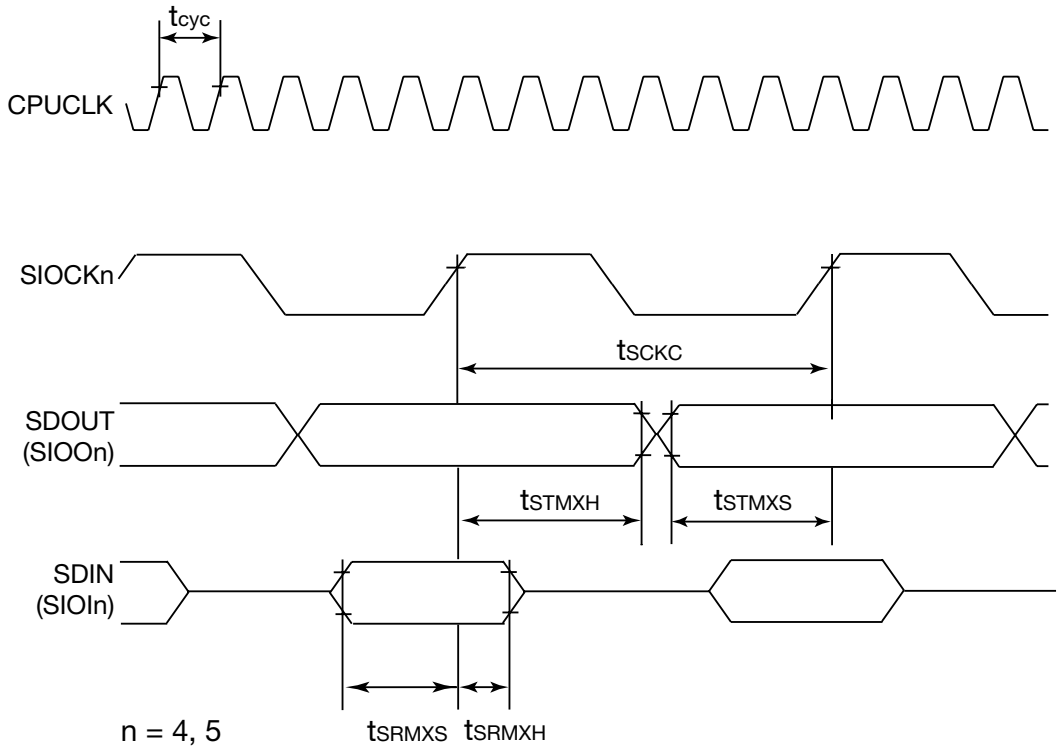 tcyc
CPUCLK
SIOCKn
tSCKC
SDOUT
(SIOOn)
tSTMXH
tSTMXS
SDIN
(SIOIn)
tSRMXS
tSRMXH
n = 4, 5